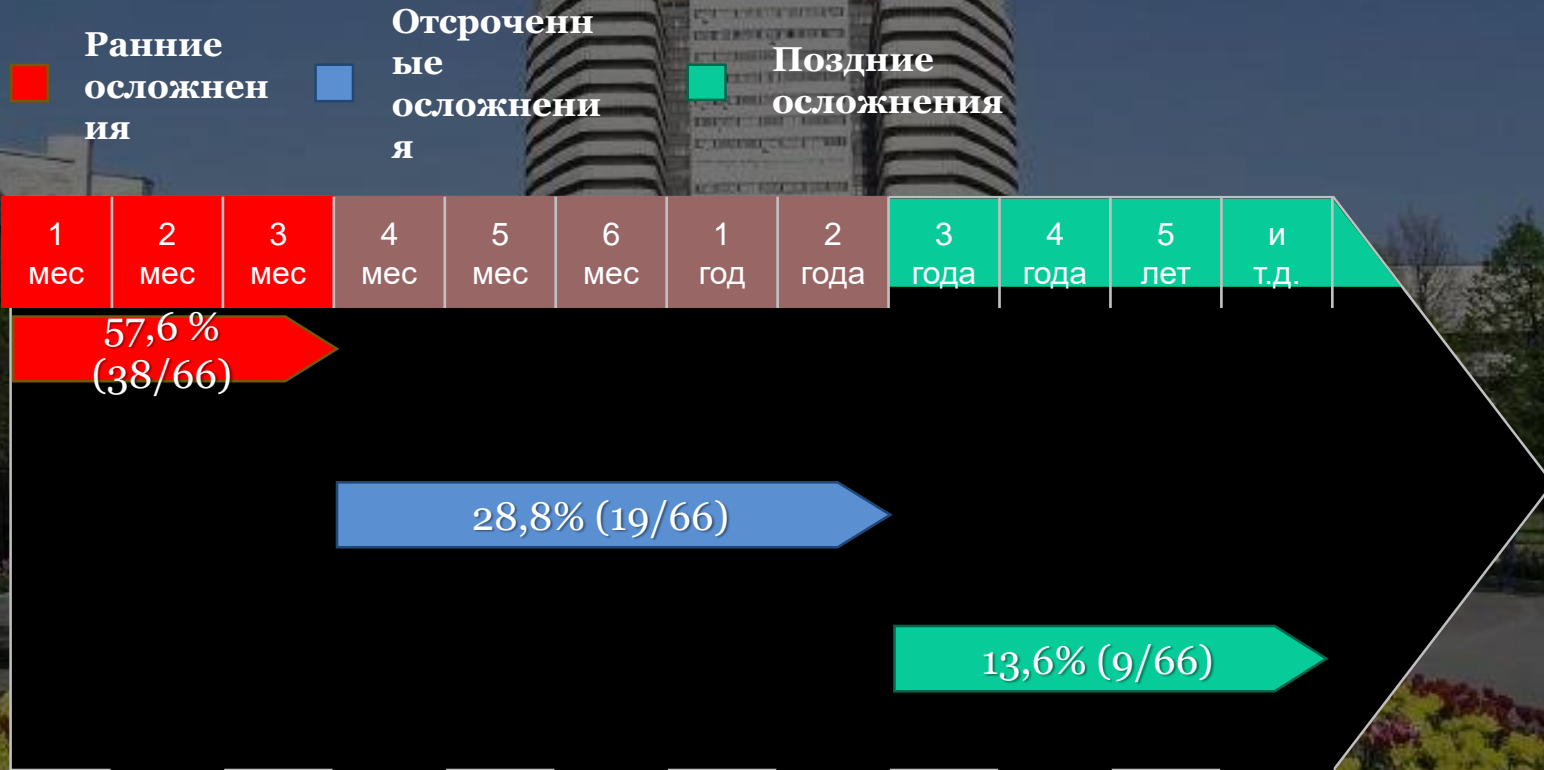 Ранние
осложнен
ия
Отсроченн
ые
осложнени
я
Поздние
осложнения
1
мес
2
мес
3
мес
4
мес
5
мес
6
мес
1
год
2
года
3
года
4
года
5
лет
и
т.д.
57,6 %
(38/66)
28,8% (19/66)
13,6% (9/66)